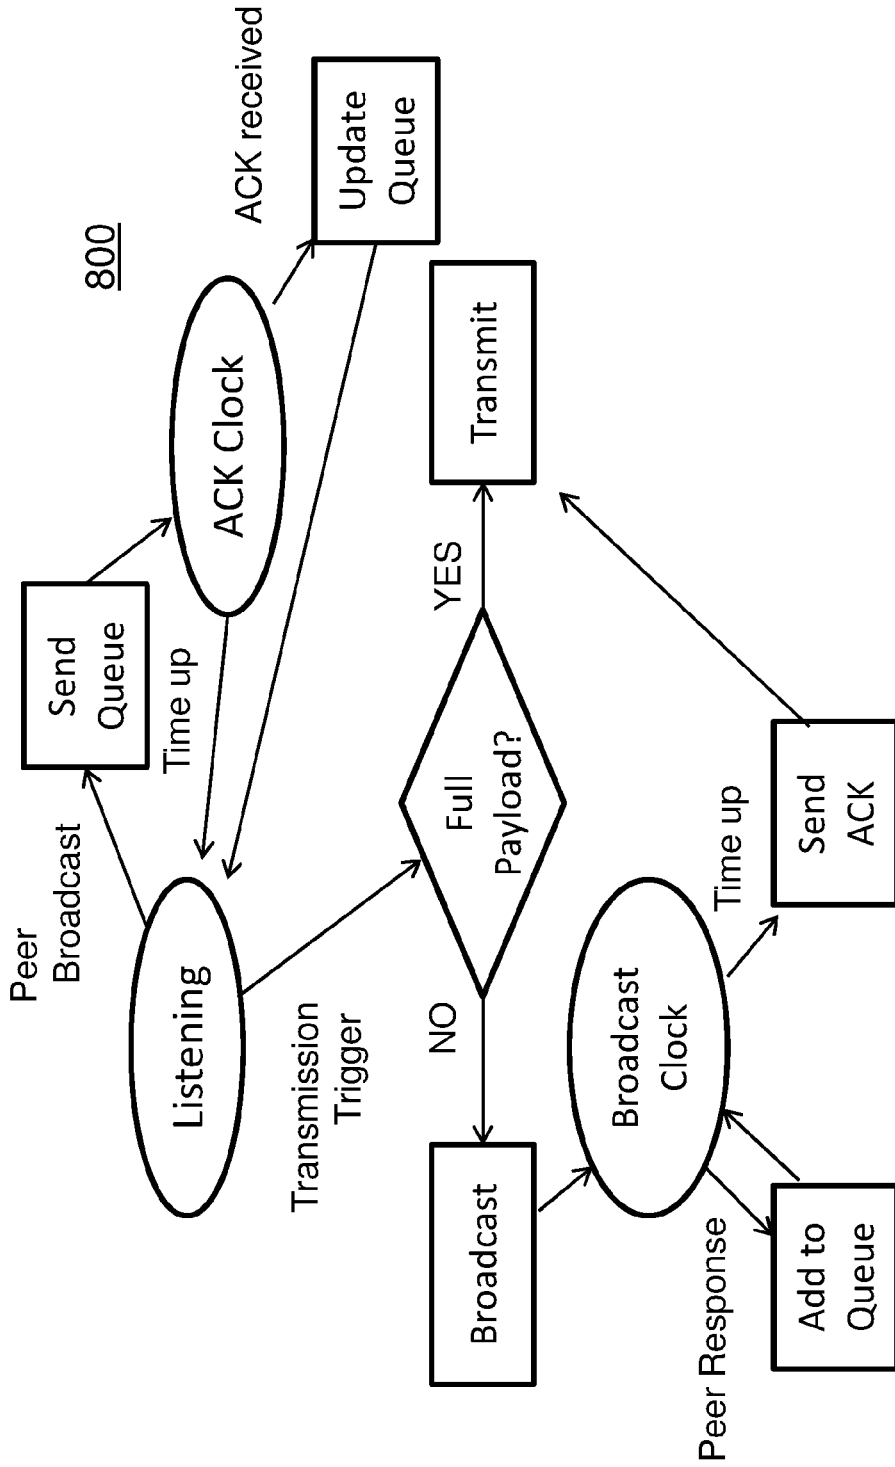 800
Peer
Broadcast
Send
Queue
Time up
ACK Clock
ACK received
Update
Queue
Listening
Transmission
Trigger
Full
Payload?
NO
YES
Broadcast
Transmit
Broadcast
Clock
Time up
Peer Response
Add to
Queue
Send
ACK